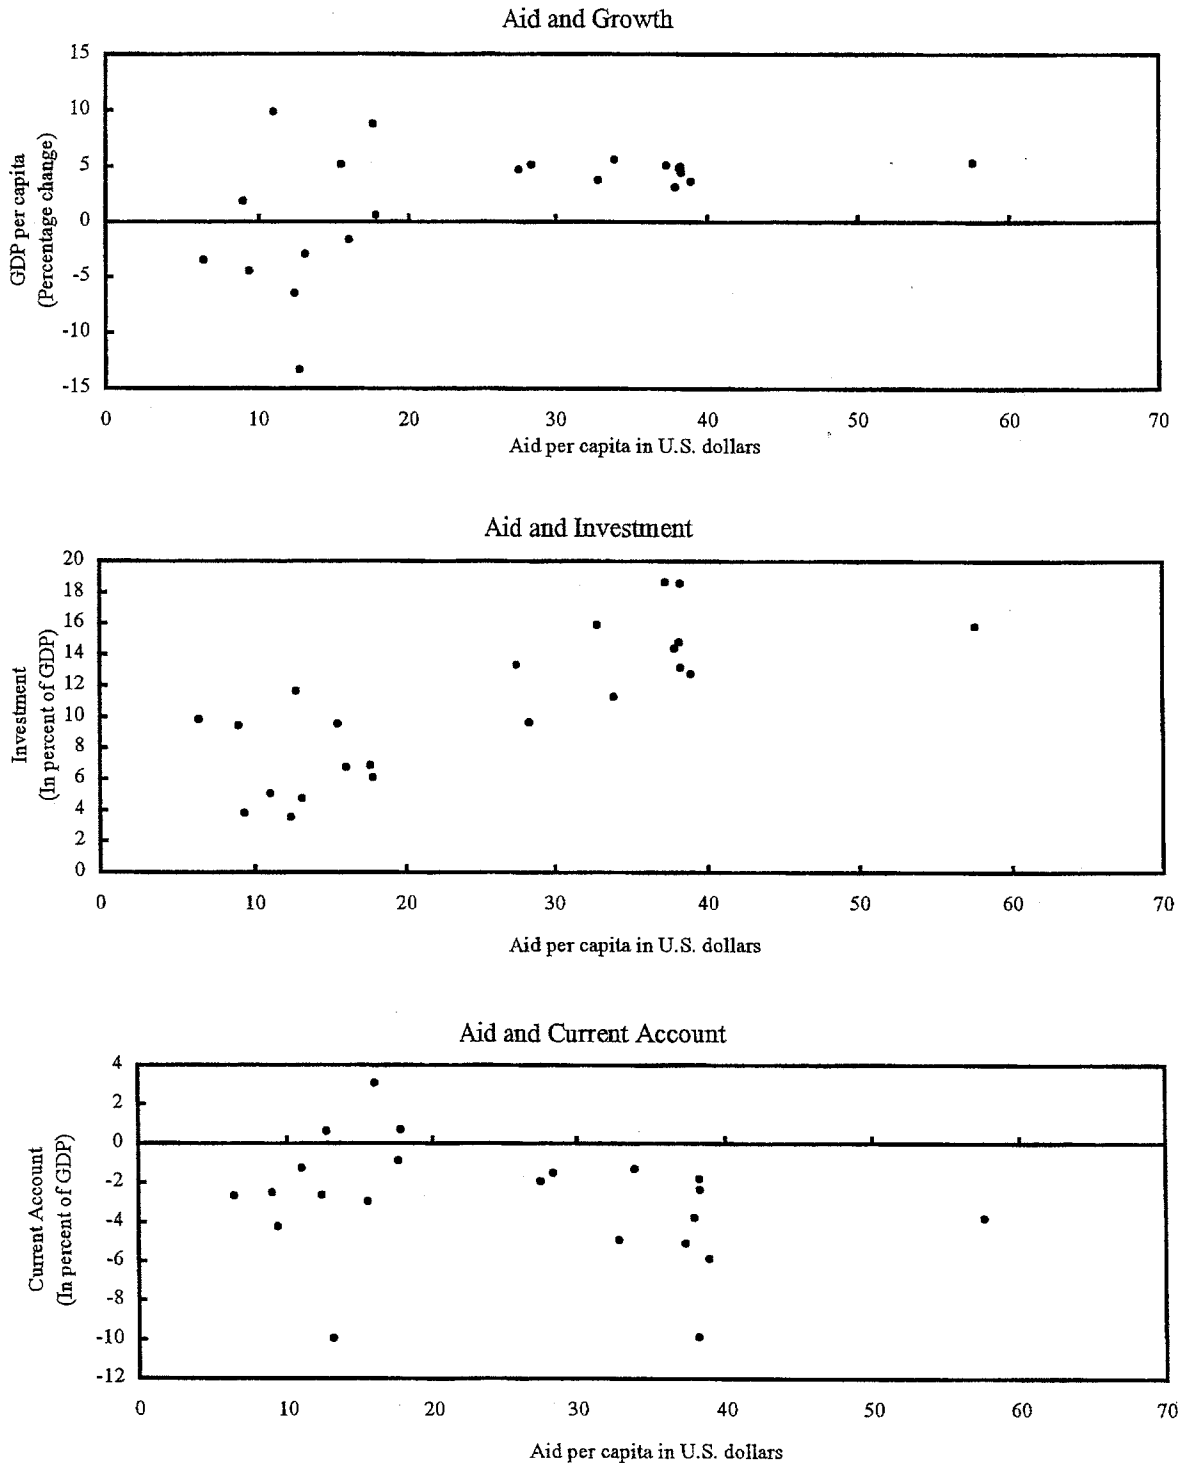 Aid and Growth
15
10
5
0
-5
-10
-15
GDP per capita
(Percentage change)
0 10 20 30 40 50 60 70
Aid per capita in U.S. dollars
Aid and Investment
20
18
16
14
12
10
8
6
4
2
0
Investment
(In percent of GDP)
0 10 20 30 40 50 60 70
Aid per capita in U.S. dollars
Aid and Current Account
4
2
0
-2
-4
-6
-8
-10
-12
Current Account
(In percent of GDP)
0 10 20 30 40 50 60 70
Aid per capita in U.S. dollars